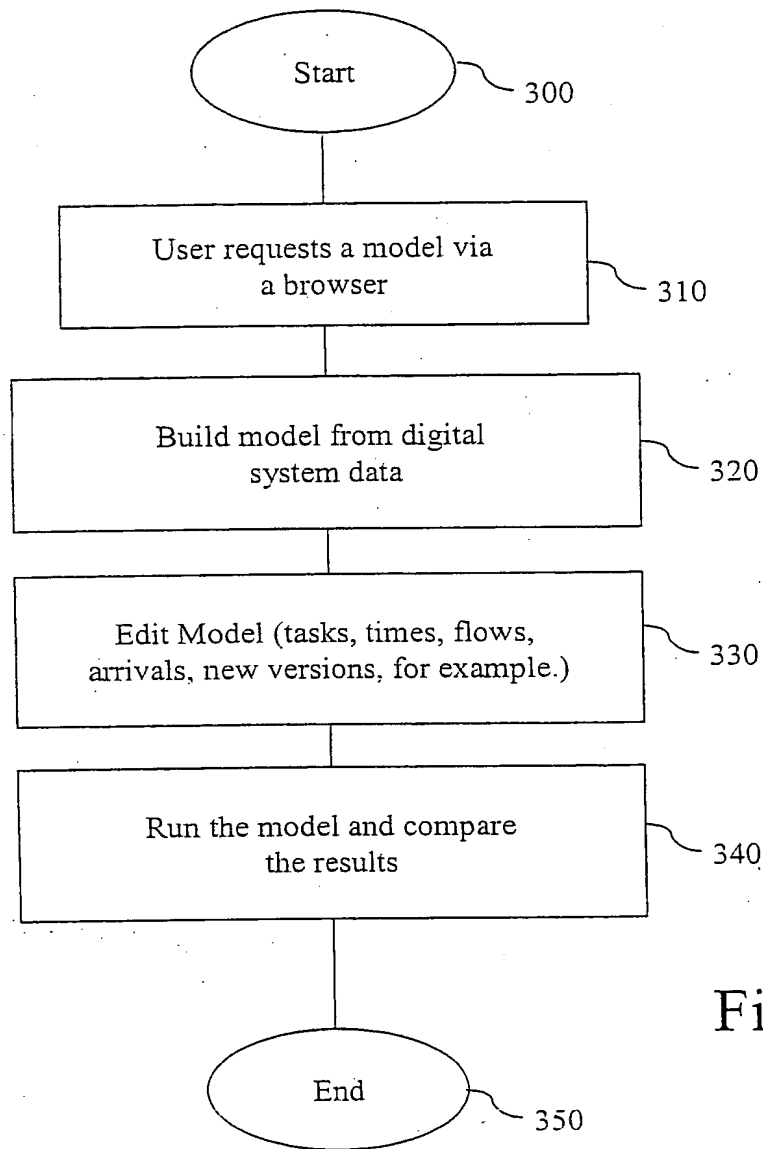 Start
300
User requests a model via
a browser
310
Build model from digital
system data
320
Edit Model (tasks, times, flows,
arrivals, new versions, for example.)
330
Run the model and compare
the results
340
End
350